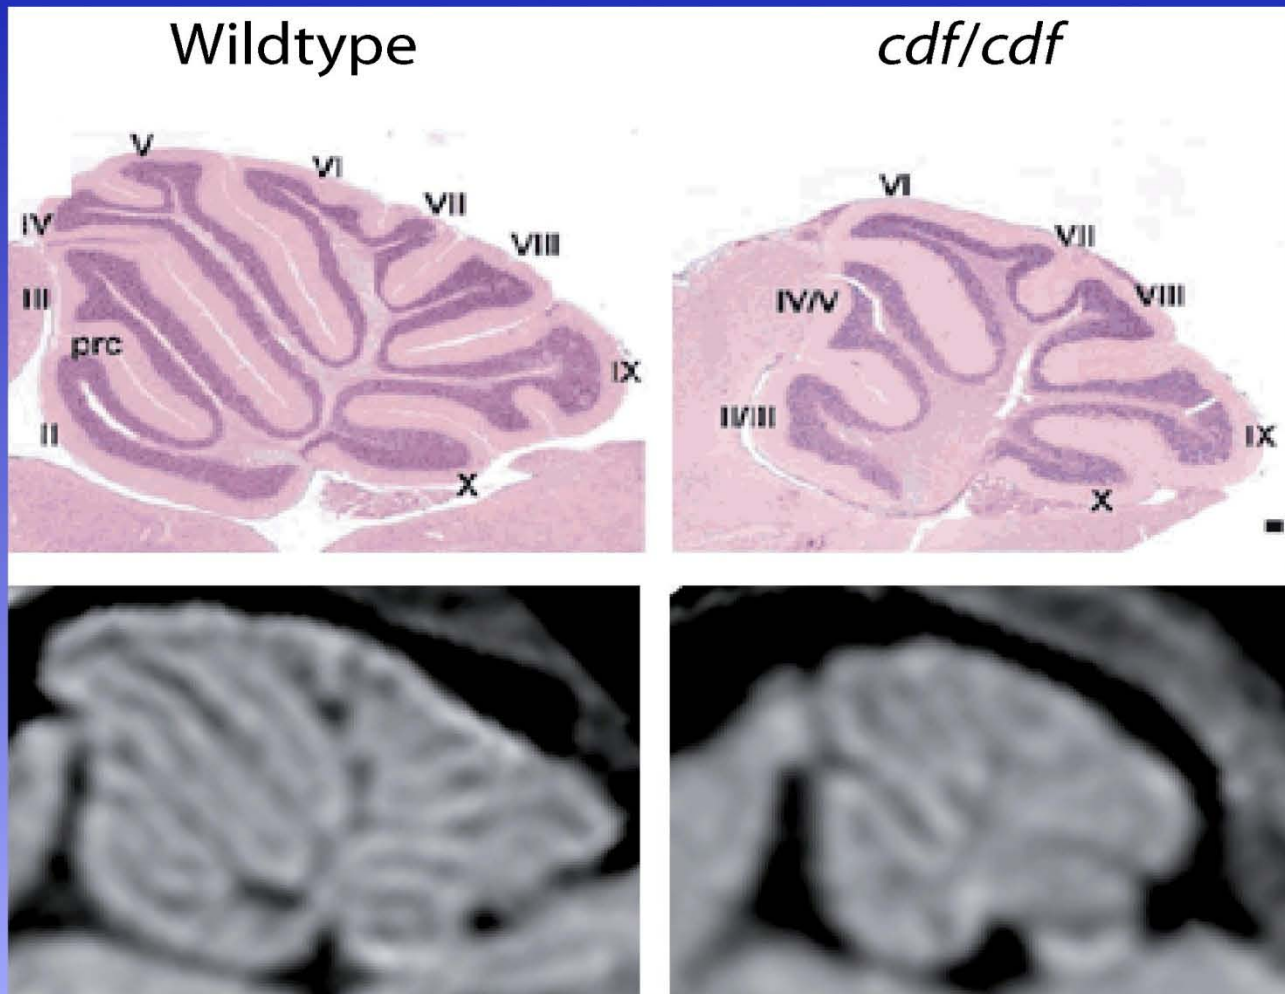 Wildtype
cdf/cdf
V
VI
VII
VIII
IV
III
prc
IX
II
X
VI
VII
VIII
IV/V
II/III
IX
X